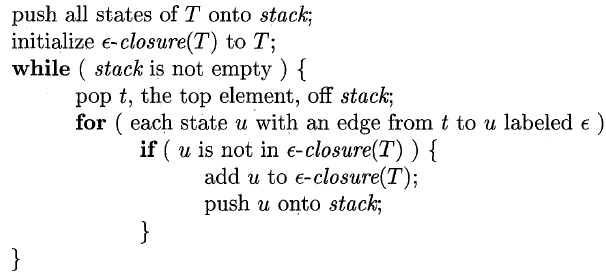 push all states of T onto stack;
initialize ϵ-closure(T) to T;
while ( stack is not empty ) {
pop t, the top element, off stack;
for ( each state u with an edge from t to u labeled ϵ )
if ( u is not in ϵ-closure(T) ) {
add u to ϵ-closure(T);
push u onto stack;
}
}